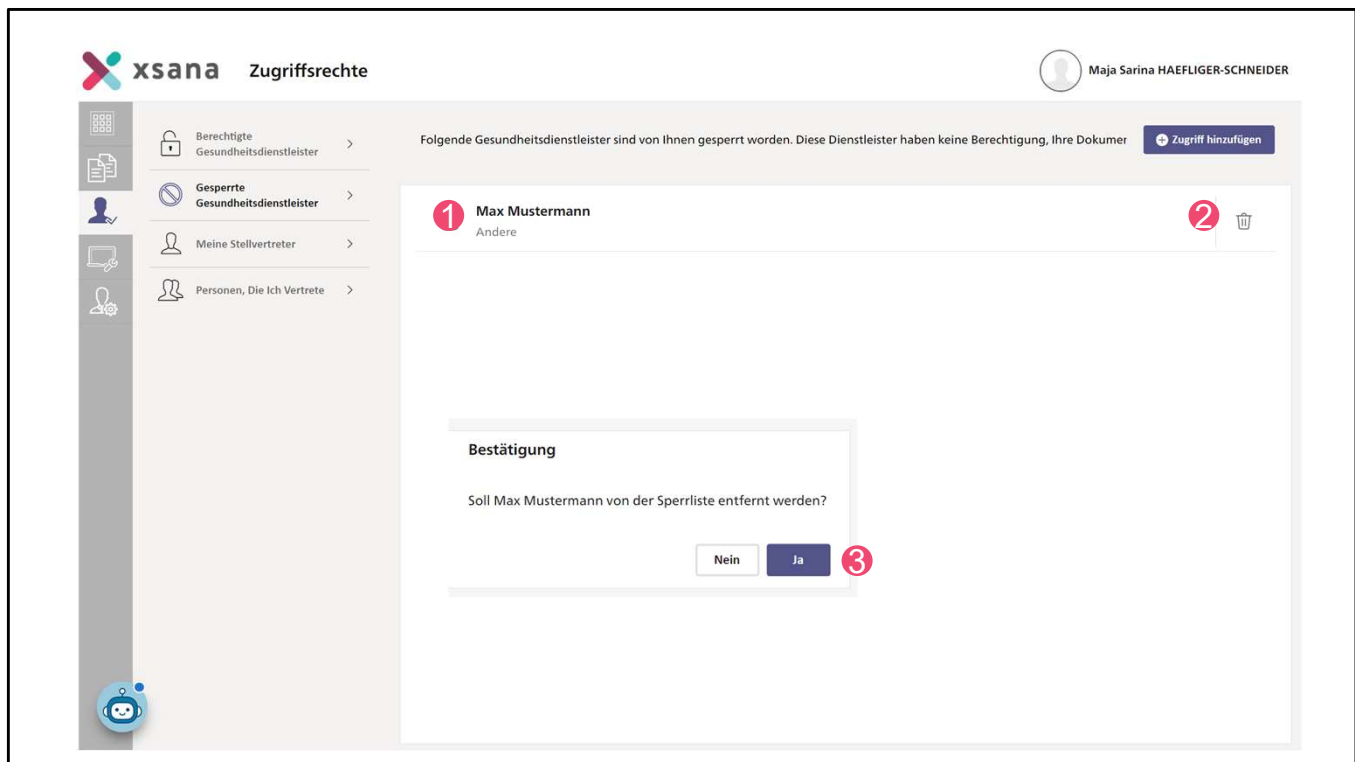 xsana
Zugriffsrechte
Maja Sarina HAEFLIGER-SCHNEIDER
Berechtigte
Gesundheitsdienstleister
Gesperrte
Gesundheitsdienstleister
Meine Stellvertreter
Personen, Die Ich Vertrete
Folgende Gesundheitsdienstleister sind von Ihnen gesperrt worden. Diese Dienstleister haben keine Berechtigung, Ihre Dokumer
Zugriff hinzufügen
1
Max Mustermann
Andere
2
Bestätigung
Soll Max Mustermann von der Sperrliste entfernt werden?
Nein
Ja
3